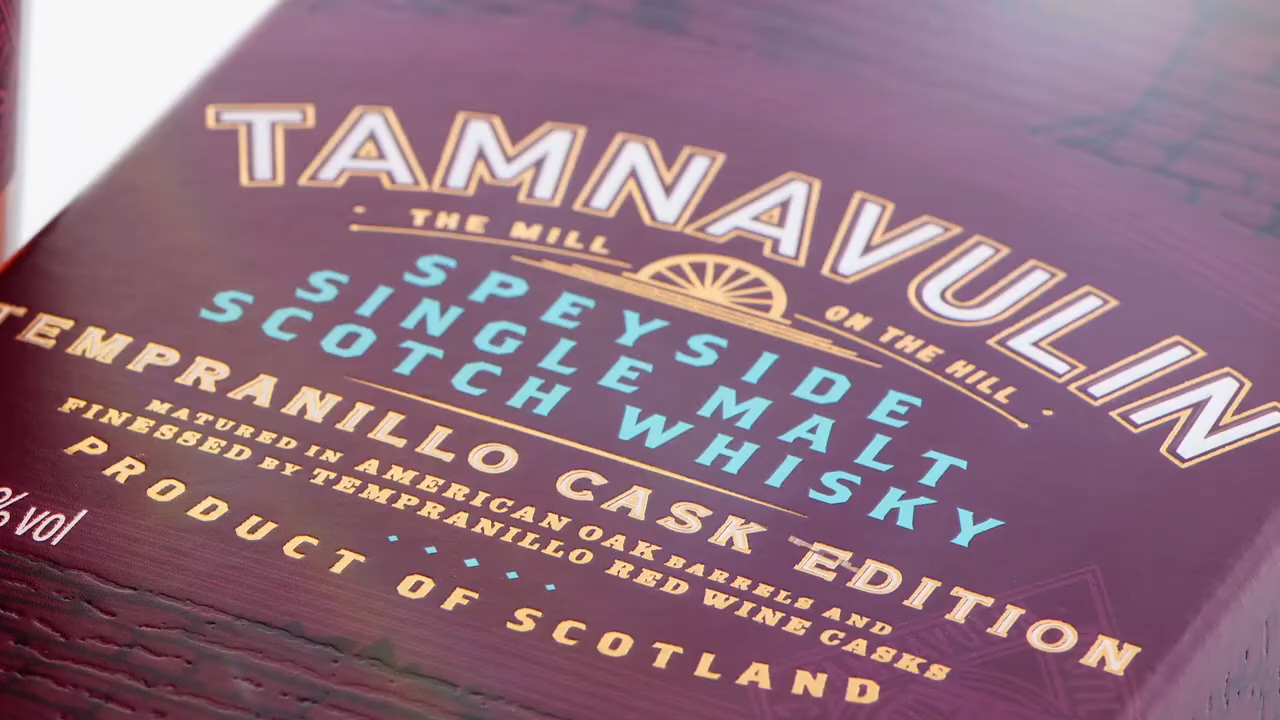 TAMNAVULIN
THE MILL ON THE HILL
SPEYSIDE
SINGLE MALT
SCOTCH WHISKY
TEMPRANILLO CASK EDITION
MATURED IN AMERICAN OAK BARRELS AND
FINESSED BY TEMPRANILLO RED WINE CASKS
PRODUCT OF SCOTLAND
% vol